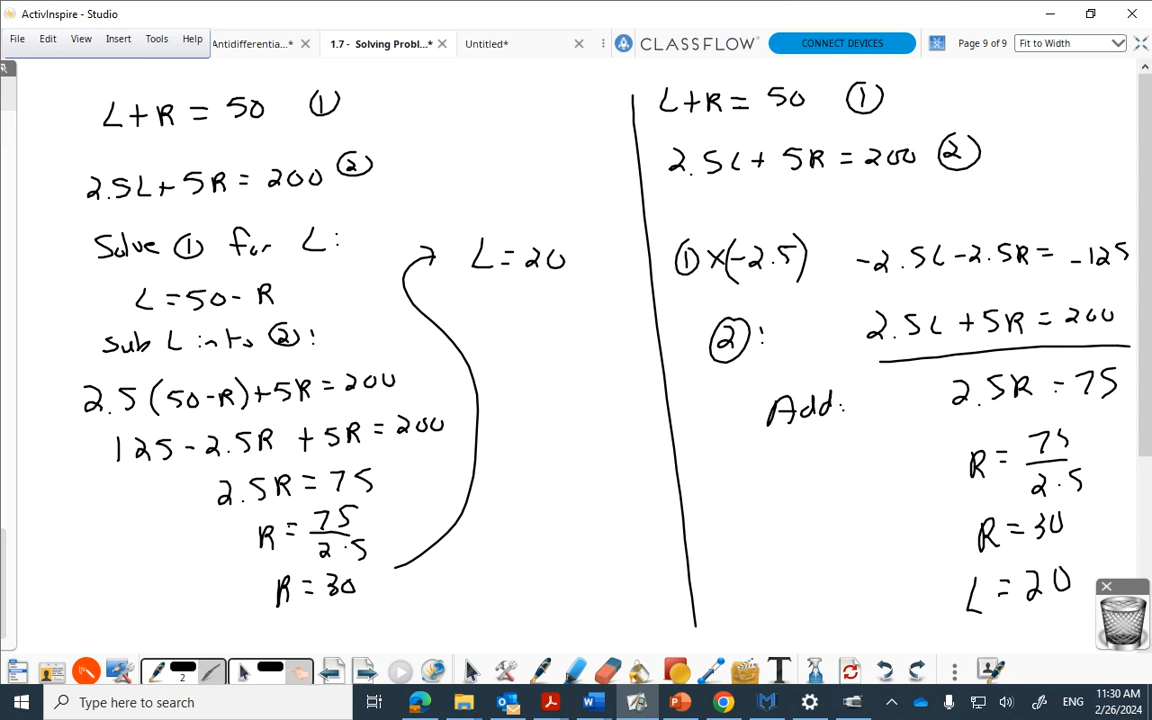 ActivInspire - Studio
File Edit View Insert Tools Help
Antidifferentia...* 1.7 - Solving Probl...* Untitled* CLASSFLOW CONNECT DEVICES Page 9 of 9 Fit to Width
L+R = 50 ①
2.5L+5R = 200 ②
Solve ① for L:
L = 50 - R
Sub L into ②:
2.5(50-R)+5R = 200
125 - 2.5R + 5R = 200
2.5R = 75
R = 75/2.5
R = 30
L = 20
L+R = 50 ①
2.5L + 5R = 200 ②
①×(-2.5) -2.5L-2.5R = -125
②: 2.5L + 5R = 200
Add: 2.5R = 75
R = 75/2.5
R = 30
L = 20
2
T
Type here to search
ENG
11:30 AM
2/26/2024